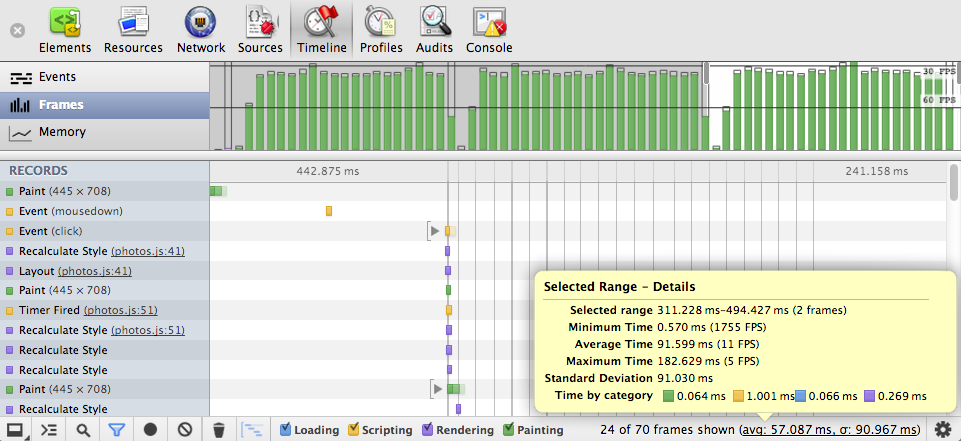 Elements Resources Network Sources Timeline Profiles Audits Console
Events
Frames
Memory
30 FPS
60 FPS
RECORDS
442.875 ms 241.158 ms
Paint (445 × 708)
Event (mousedown)
Event (click)
Recalculate Style (photos.js:41)
Layout (photos.js:41)
Paint (445 × 708)
Timer Fired (photos.js:51)
Recalculate Style (photos.js:51)
Recalculate Style
Recalculate Style
Paint (445 × 708)
Recalculate Style
Selected Range – Details
Selected range 311.228 ms–494.427 ms (2 frames)
Minimum Time 0.570 ms (1755 FPS)
Average Time 91.599 ms (11 FPS)
Maximum Time 182.629 ms (5 FPS)
Standard Deviation 91.030 ms
Time by category 0.064 ms 1.001 ms 0.066 ms 0.269 ms
Loading Scripting Rendering Painting 24 of 70 frames shown (avg: 57.087 ms, σ: 90.967 ms)